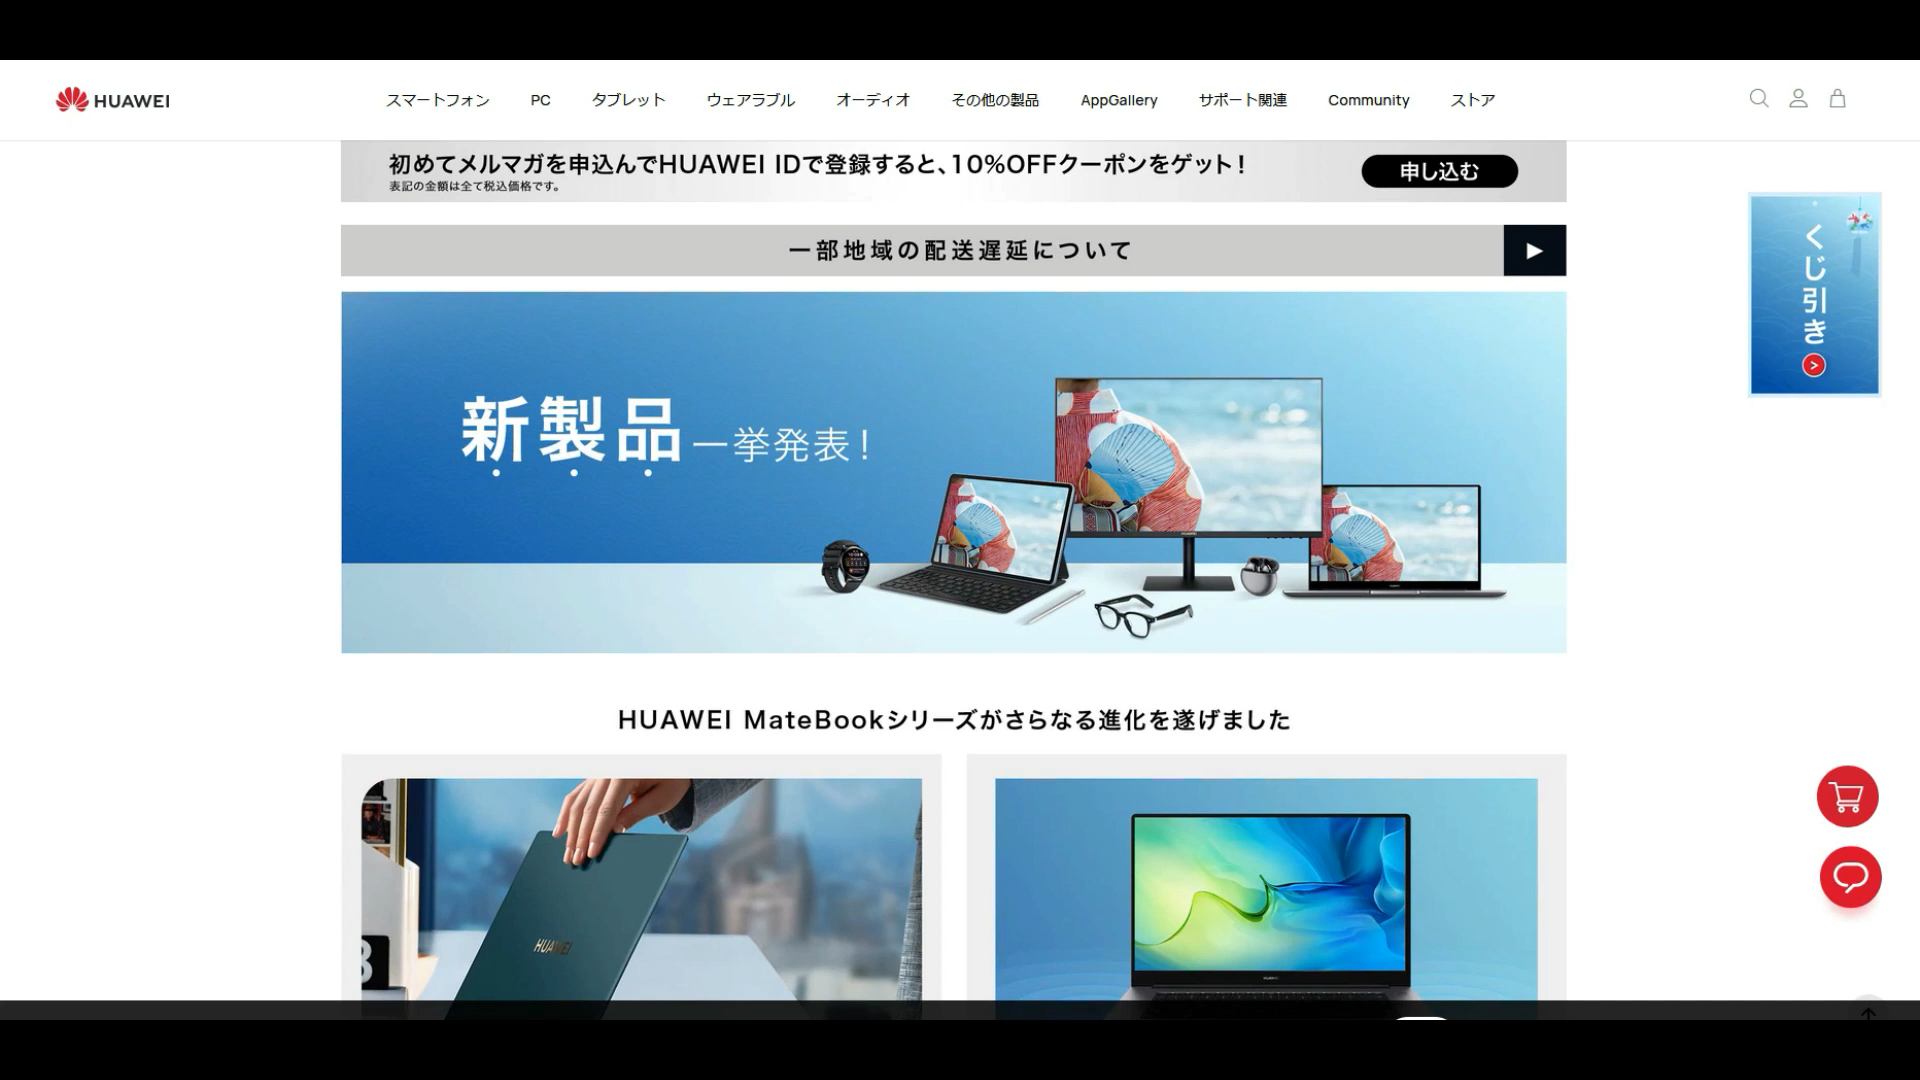 HUAWEI
スマートフォン PC タブレット ウェアラブル オーディオ その他の製品 AppGallery サポート関連 Community ストア
初めてメルマガを申込んでHUAWEI IDで登録すると、10%OFFクーポンをゲット！
表記の金額は全て税込価格です。
申し込む
一部地域の配送遅延について
くじ引き
新製品一挙発表！
HUAWEI MateBookシリーズがさらなる進化を遂げました
HUAWEI